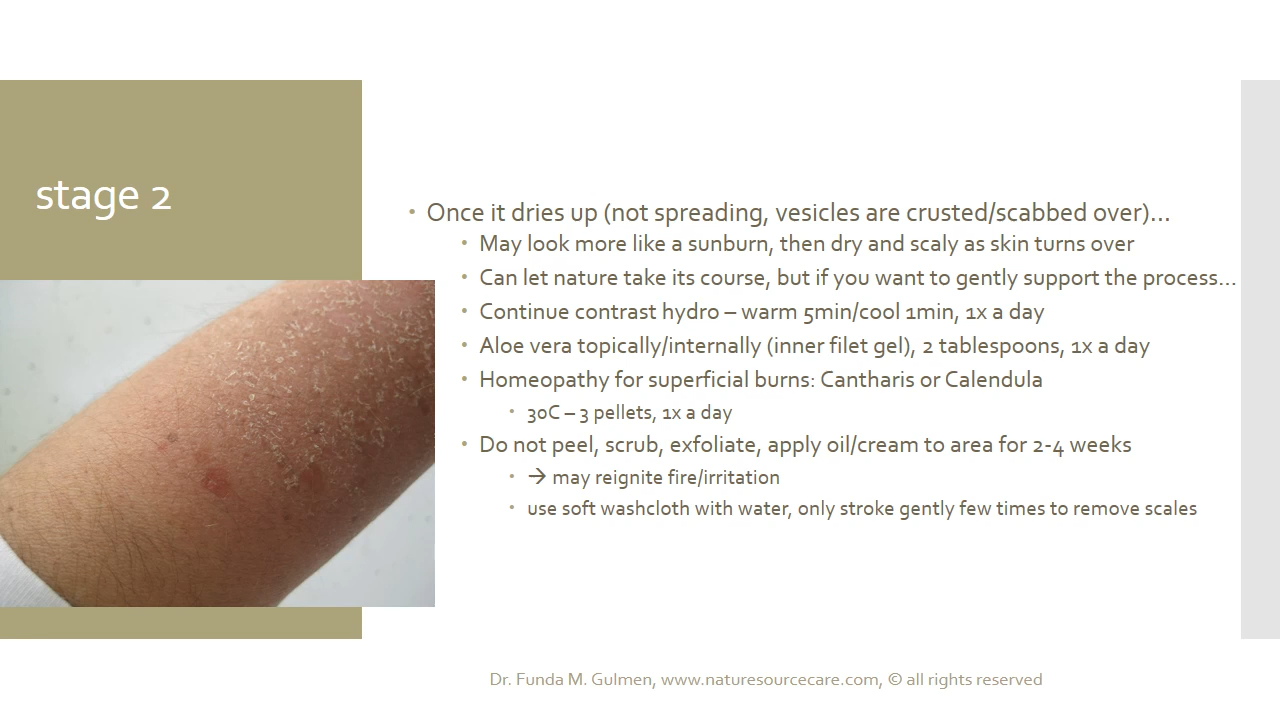 stage 2
• Once it dries up (not spreading, vesicles are crusted/scabbed over)...
• May look more like a sunburn, then dry and scaly as skin turns over
• Can let nature take its course, but if you want to gently support the process...
• Continue contrast hydro – warm 5min/cool 1min, 1x a day
• Aloe vera topically/internally (inner filet gel), 2 tablespoons, 1x a day
• Homeopathy for superficial burns: Cantharis or Calendula
• 30C – 3 pellets, 1x a day
• Do not peel, scrub, exfoliate, apply oil/cream to area for 2-4 weeks
• → may reignite fire/irritation
• use soft washcloth with water, only stroke gently few times to remove scales
Dr. Funda M. Gulmen, www.naturesourcecare.com, © all rights reserved